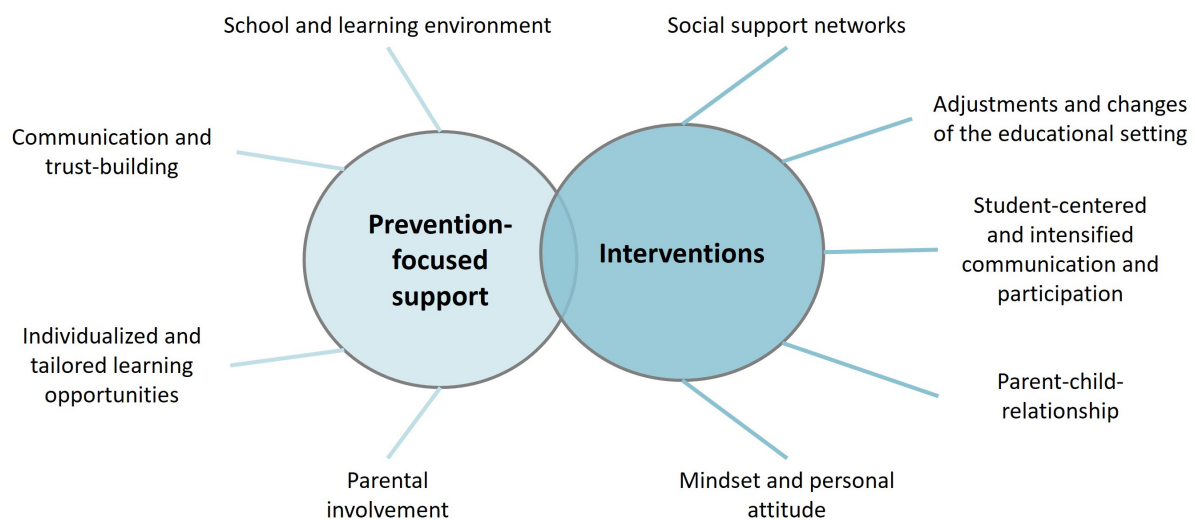 School and learning environment
Social support networks
Communication and
trust-building
Adjustments and changes
of the educational setting
Prevention-
focused
support
Interventions
Student-centered
and intensified
communication and
participation
Individualized and
tailored learning
opportunities
Parent-child-
relationship
Parental
involvement
Mindset and personal
attitude